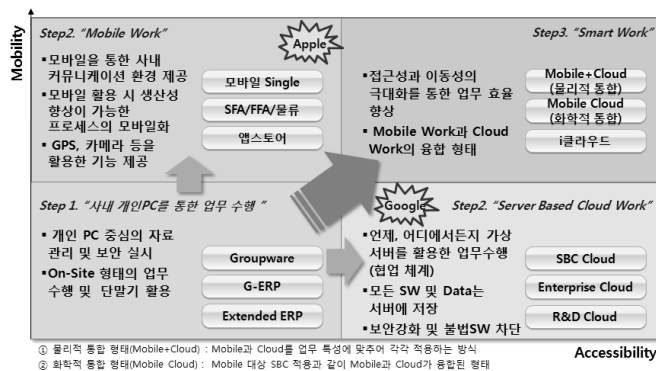 Mobility
Step2. “Mobile Work”
▪모바일을 통한 사내
커뮤니케이션 환경 제공
▪모바일 활용 시 생산성
향상이 가능한
프로세스의 모바일화
▪ GPS, 카메라 등을
활용한 기능 제공
모바일 Single
SFA/FFA/물류
앱스토어
Apple
Step3. “Smart Work”
▪접근성과 이동성의
극대화를 통한 업무 효율
향상
▪ Mobile Work과 Cloud
Work의 융합 형태
Mobile+Cloud
(물리적 통합)
Mobile Cloud
(화학적 통합)
i클라우드
Step 1. “사내 개인PC를 통한 업무 수행 ”
▪ 개인 PC 중심의 자료
관리 및 보안 실시
▪On-Site 형태의 업무
수행 및 단말기 활용
Groupware
G-ERP
Extended ERP
Google
Step2. “Server Based Cloud Work”
▪언제, 어디에서든지 가상
서버를 활용한 업무수행
(협업 체계)
▪모든 SW 및 Data는
서버에 저장
▪보안강화 및 불법SW 차단
SBC Cloud
Enterprise Cloud
R&D Cloud
Accessibility
① 물리적 통합 형태(Mobile+Cloud) : Mobile과 Cloud를 업무 특성에 맞추어 각각 적용하는 방식
② 화학적 통합 형태(Mobile Cloud) : Mobile 대상 SBC 적용과 같이 Mobile과 Cloud가 융합된 형태